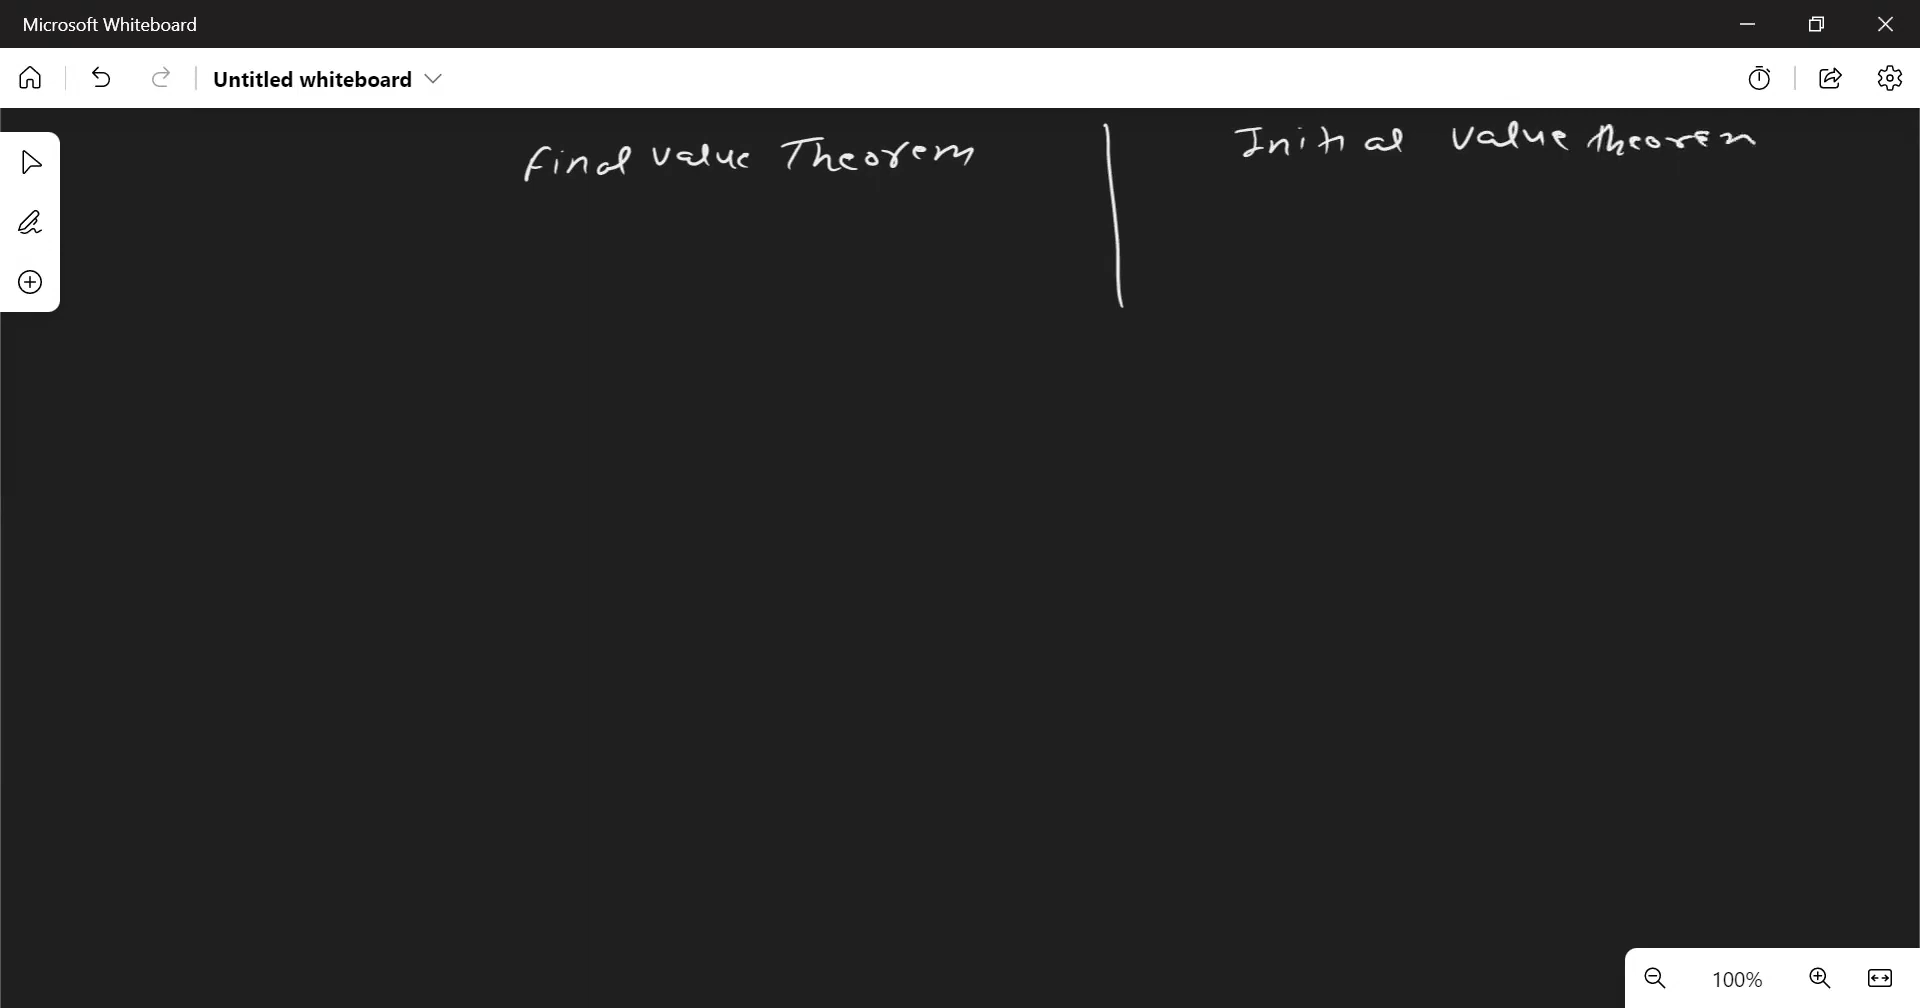 Microsoft Whiteboard
Untitled whiteboard
Final value Theorem
Initial value theorem
100%